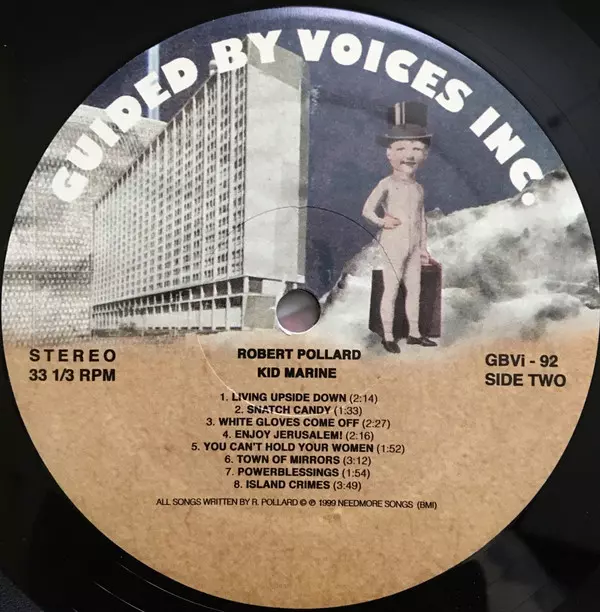 GUIDED BY VOICES INC.
STEREO
33 1/3 RPM
ROBERT POLLARD
KID MARINE
GBVi - 92
SIDE TWO
1. LIVING UPSIDE DOWN (2:14)
2. SNATCH CANDY (1:33)
3. WHITE GLOVES COME OFF (2:27)
4. ENJOY JERUSALEM! (2:16)
5. YOU CAN'T HOLD YOUR WOMEN (1:52)
6. TOWN OF MIRRORS (3:12)
7. POWERBLESSINGS (1:54)
8. ISLAND CRIMES (3:49)
ALL SONGS WRITTEN BY R. POLLARD © ℗ 1999 NEEDMORE SONGS (BMI)